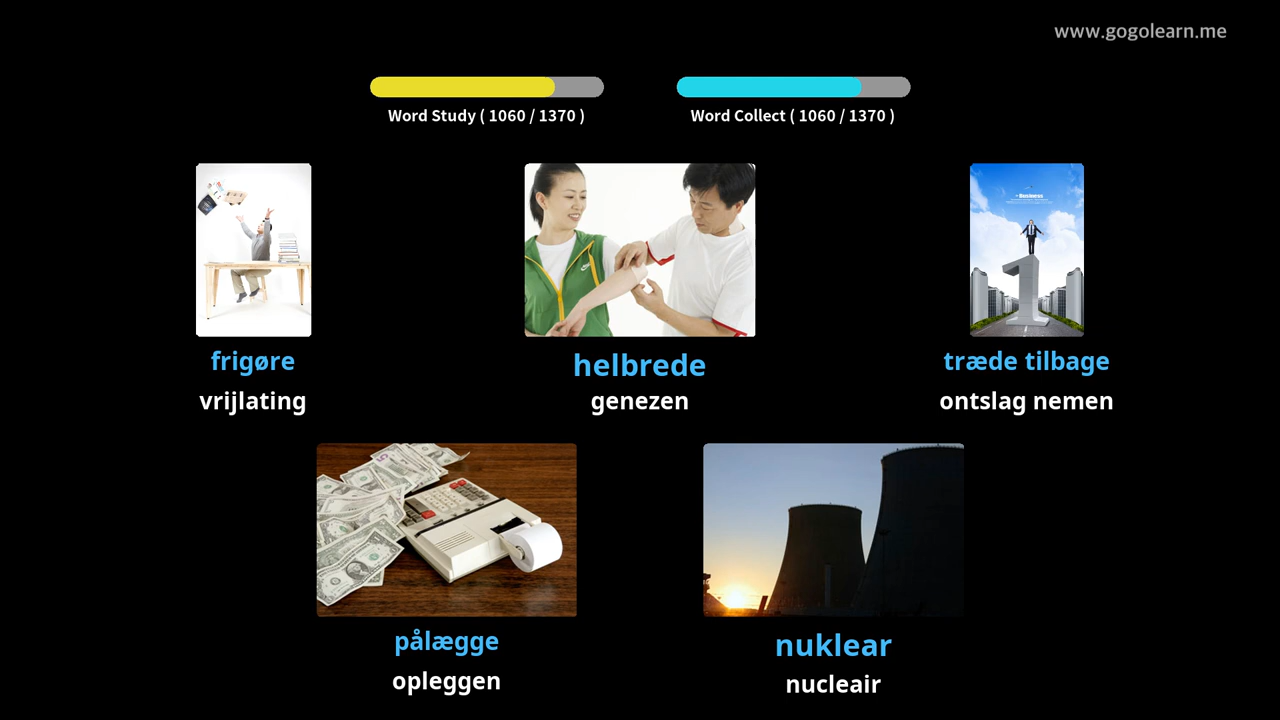 www.gogolearn.me
Word Study ( 1060 / 1370 )
Word Collect ( 1060 / 1370 )
Business
frigøre
vrijlating
helbrede
genezen
træde tilbage
ontslag nemen
pålægge
opleggen
nuklear
nucleair